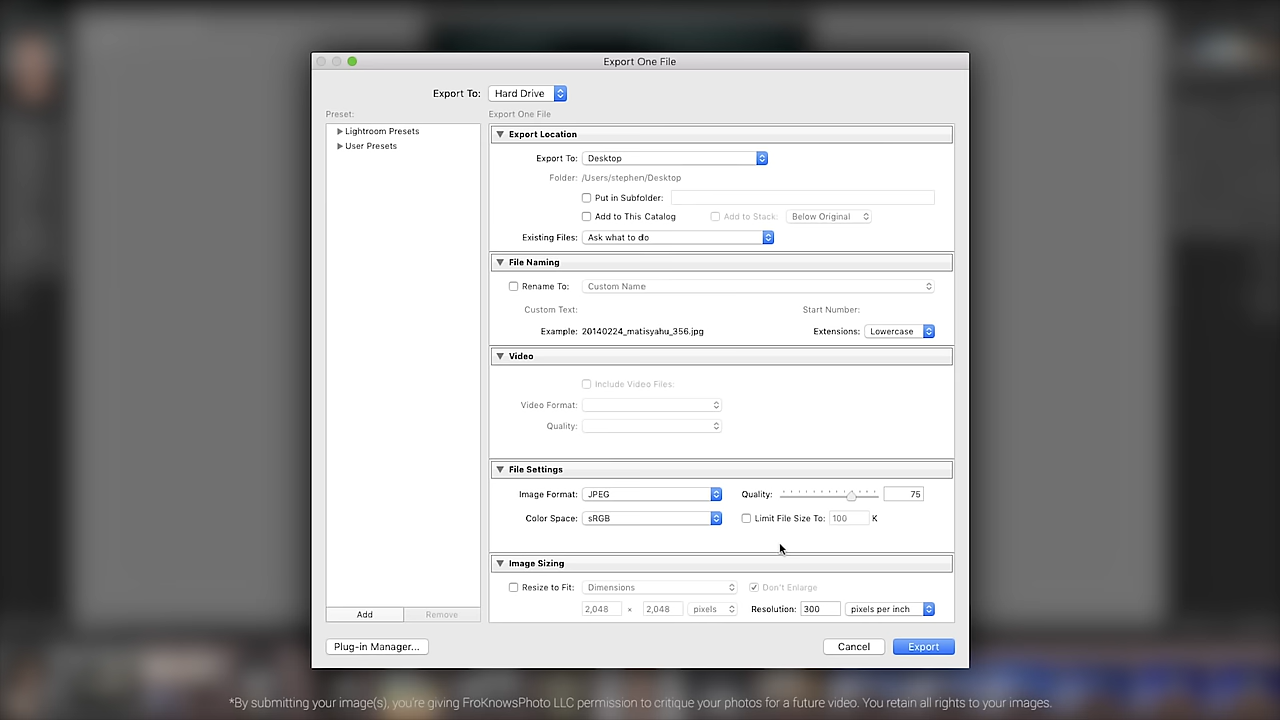 Export One File
Export To: Hard Drive
Preset:
Export One File
Lightroom Presets
User Presets
Export Location
Export To: Desktop
Folder: /Users/stephen/Desktop
Put in Subfolder:
Add to This Catalog Add to Stack: Below Original
Existing Files: Ask what to do
File Naming
Rename To: Custom Name
Custom Text: Start Number:
Example: 20140224_matisyahu_356.jpg Extensions: Lowercase
Video
Include Video Files:
Video Format:
Quality:
File Settings
Image Format: JPEG Quality: 75
Color Space: sRGB Limit File Size To: 100 K
Image Sizing
Resize to Fit: Dimensions Don't Enlarge
2,048 x 2,048 pixels Resolution: 300 pixels per inch
Add Remove
Plug-in Manager... Cancel Export
*By submitting your image(s), you're giving FroKnowsPhoto LLC permission to critique your photos for a future video. You retain all rights to your images.